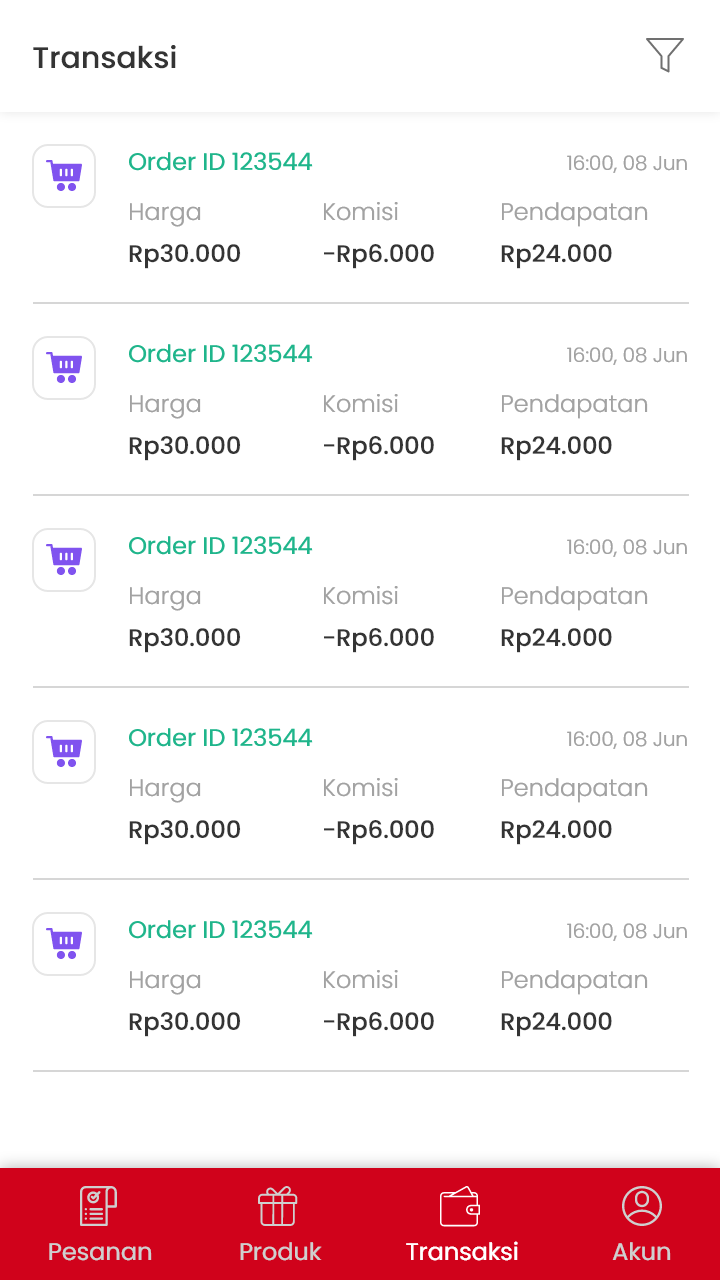 Transaksi
Order ID 123544 16:00, 08 Jun
Harga Komisi Pendapatan
Rp30.000 -Rp6.000 Rp24.000
Order ID 123544 16:00, 08 Jun
Harga Komisi Pendapatan
Rp30.000 -Rp6.000 Rp24.000
Order ID 123544 16:00, 08 Jun
Harga Komisi Pendapatan
Rp30.000 -Rp6.000 Rp24.000
Order ID 123544 16:00, 08 Jun
Harga Komisi Pendapatan
Rp30.000 -Rp6.000 Rp24.000
Order ID 123544 16:00, 08 Jun
Harga Komisi Pendapatan
Rp30.000 -Rp6.000 Rp24.000
Pesanan Produk Transaksi Akun